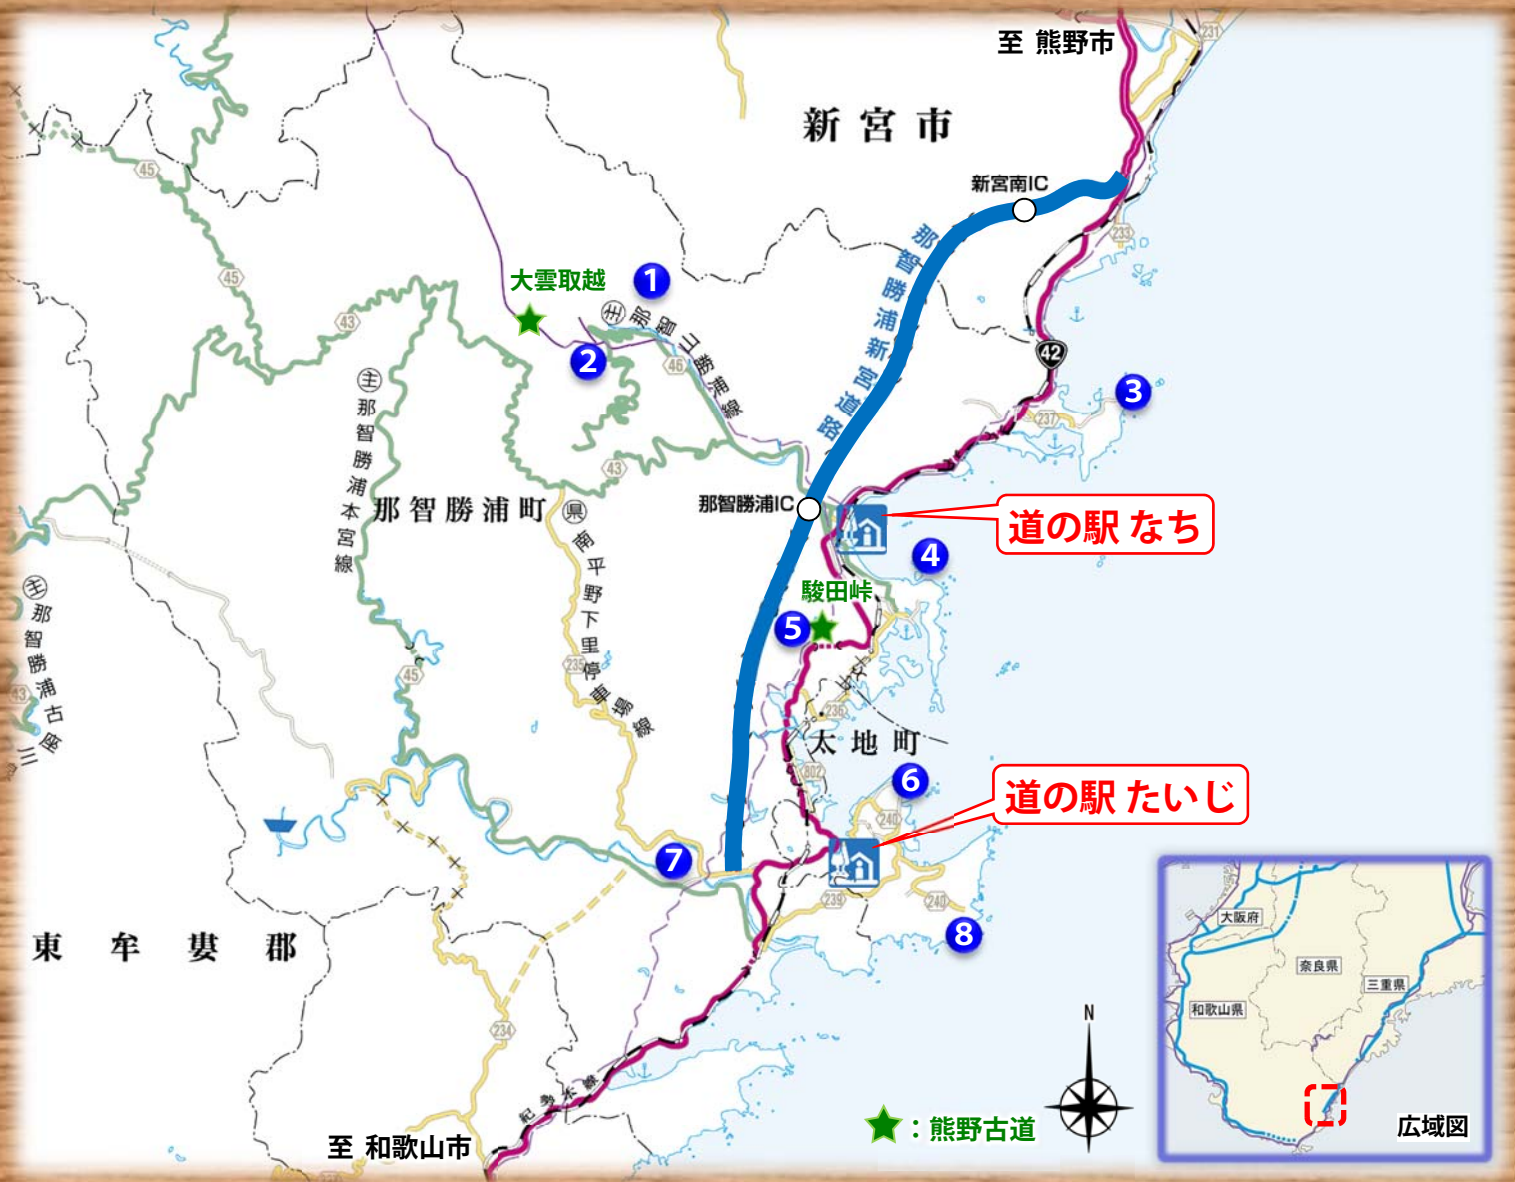 至 熊野市
231
新宮市
45
新宮南IC
233
那智勝浦新宮道路
大雲取越
1
主 那智山勝浦線
45
43
42
2
46
3
主 那智勝浦本宮線
237
43
那智勝浦IC
那智勝浦町
県 南平野下里停車場線
道の駅 なち
4
駿田峠
5
主 那智勝浦古座川
235
45
43
236
太地町
802
6
道の駅 たいじ
240
7
239
240
8
東牟婁郡
234
紀勢本線
至 和歌山市
N
★：熊野古道
大阪府
奈良県
三重県
和歌山県
広域図